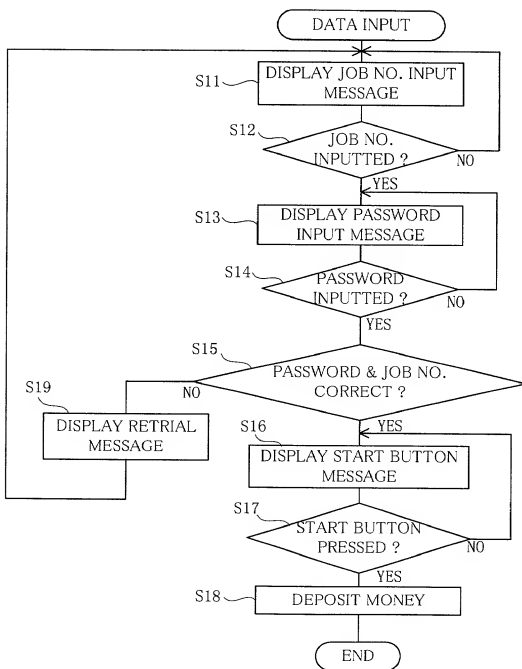 DATA INPUT
S11
DISPLAY JOB NO. INPUT
MESSAGE
S12
JOB NO.
INPUTTED ?
NO
YES
S13
DISPLAY PASSWORD
INPUT MESSAGE
S14
PASSWORD
INPUTTED ?
NO
YES
S15
PASSWORD & JOB NO.
CORRECT ?
NO
YES
S19
DISPLAY RETRIAL
MESSAGE
S16
DISPLAY START BUTTON
MESSAGE
S17
START BUTTON
PRESSED ?
NO
YES
S18
DEPOSIT MONEY
END